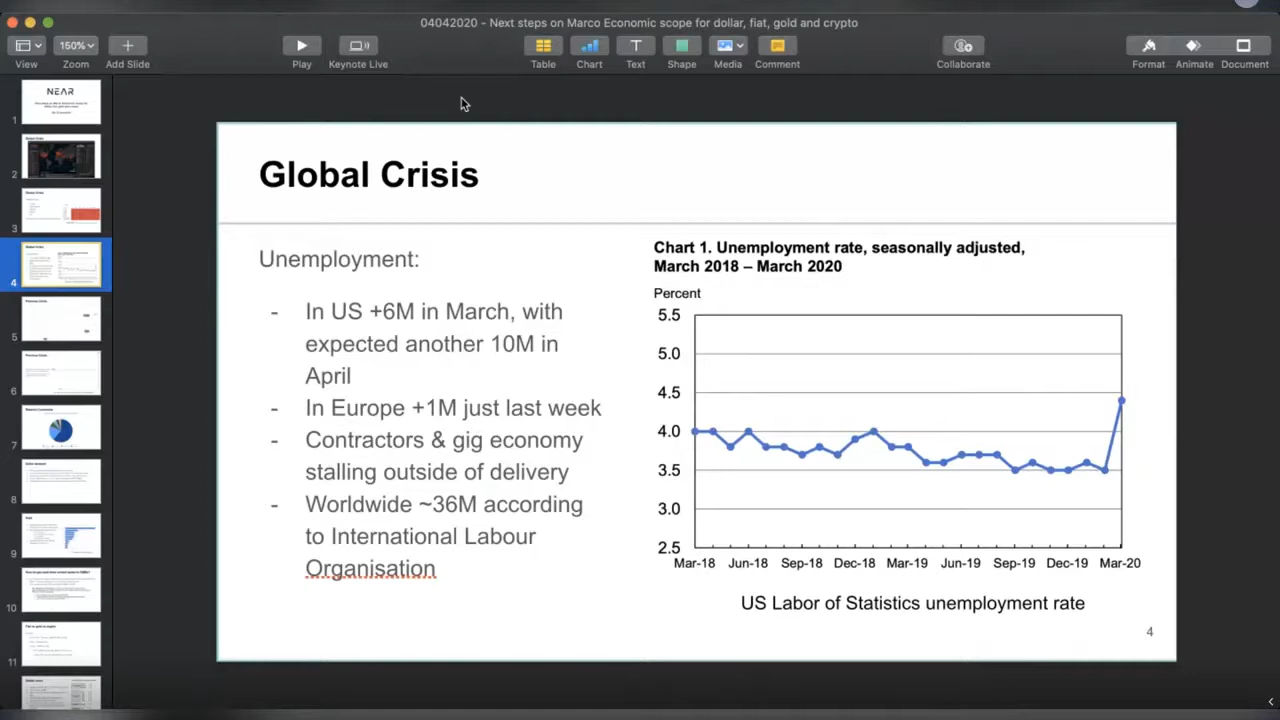 04042020 - Next steps on Marco Economic scope for dollar, fiat, gold and crypto
150%
View
Zoom
Add Slide
Play
Keynote Live
Table
Chart
Text
Shape
Media
Comment
Collaborate
Format
Animate
Document
NEAR
1
2
3
4
5
6
7
8
9
10
11
Global Crisis
Unemployment:
- In US +6M in March, with
expected another 10M in
April
- In Europe +1M just last week
- Contractors & gig economy
stalling outside of delivery
- Worldwide ~36M according
to International Labour
Organisation
Chart 1. Unemployment rate, seasonally adjusted,
March 2018 – March 2020
Percent
5.5
5.0
4.5
4.0
3.5
3.0
2.5
Mar-18 Jun-18 Sep-18 Dec-18 Mar-19 Jun-19 Sep-19 Dec-19 Mar-20
US Labor of Statistics unemployment rate
4